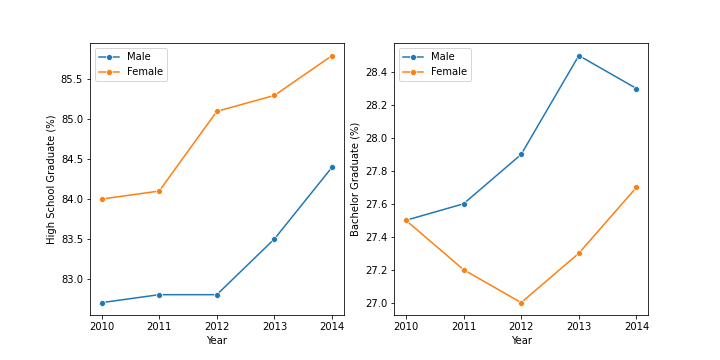 Male
Female
85.5
85.0
84.5
84.0
83.5
83.0
High School Graduate (%)
2010 2011 2012 2013 2014
Year
Male
Female
28.4
28.2
28.0
27.8
27.6
27.4
27.2
27.0
Bachelor Graduate (%)
2010 2011 2012 2013 2014
Year